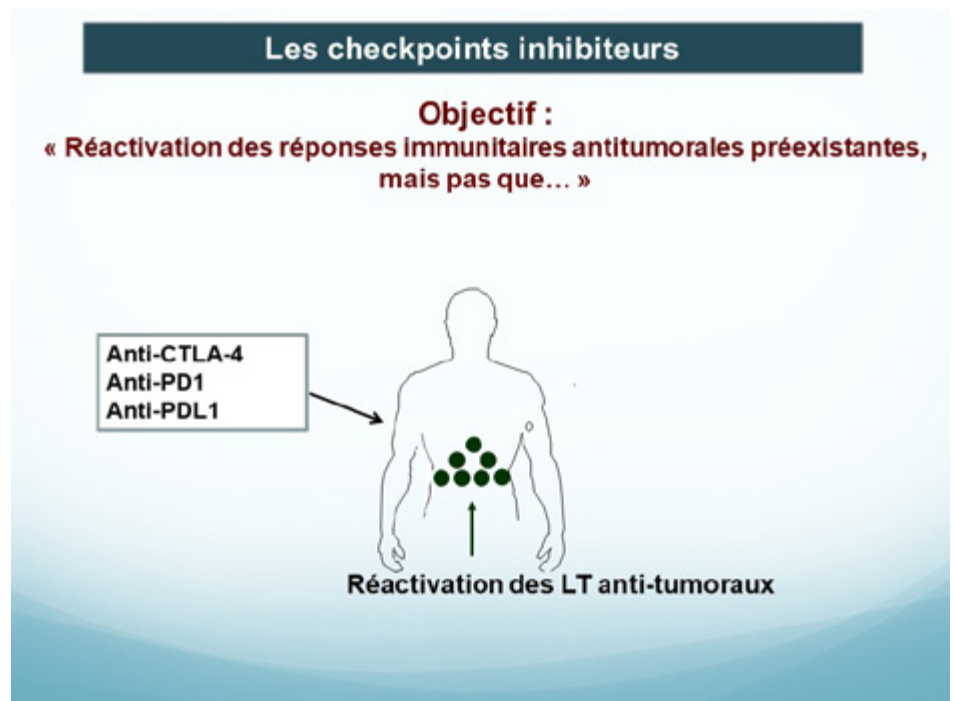 Les checkpoints inhibiteurs
Objectif :
« Réactivation des réponses immunitaires antitumorales préexistantes,
mais pas que… »
Anti-CTLA-4
Anti-PD1
Anti-PDL1
Réactivation des LT anti-tumoraux